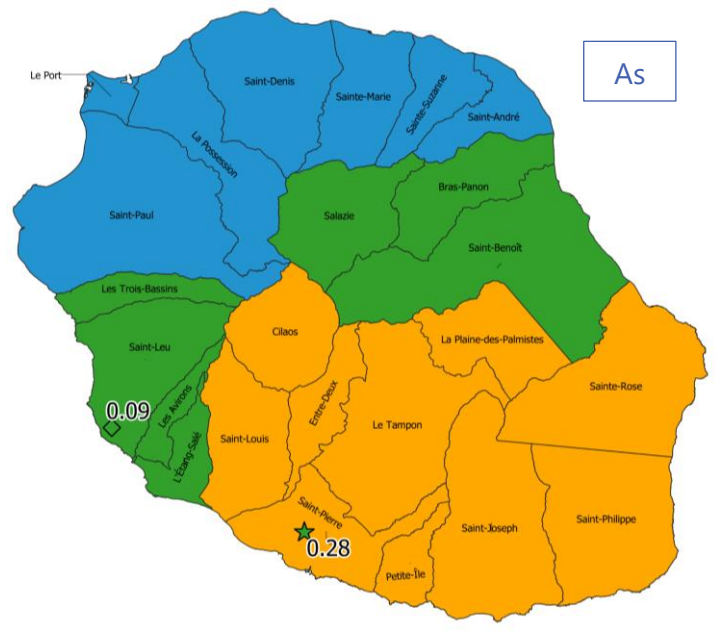 As
Le Port
Saint-Denis
Sainte-Marie
Sainte-Suzanne
Saint-André
La Possession
Saint-Paul
Salazie
Bras-Panon
Saint-Benoît
Les Trois-Bassins
Cilaos
Saint-Leu
La Plaine-des-Palmistes
Sainte-Rose
Les Avirons
0.09
Entre-Deux
Le Tampon
Saint-Louis
L'Étang-Salé
Saint-Pierre
Saint-Joseph
Saint-Philippe
0.28
Petite-Île